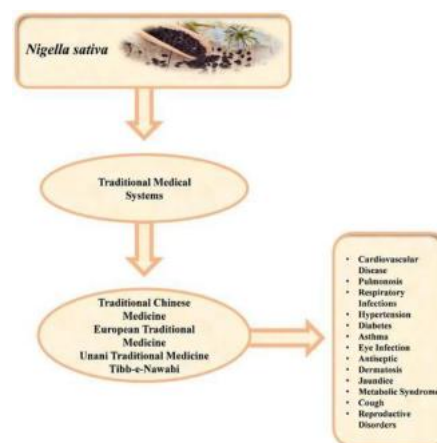 Nigella sativa
Traditional Medical
Systems
Traditional Chinese
Medicine
European Traditional
Medicine
Unani Traditional Medicine
Tibb-e-Nawabi
• Cardiovascular
Disease
• Pulmonosis
• Respiratory
Infections
• Hypertension
• Diabetes
• Asthma
• Eye Infection
• Antiseptic
• Dermatosis
• Jaundice
• Metabolic Syndrome
• Cough
• Reproductive
Disorders